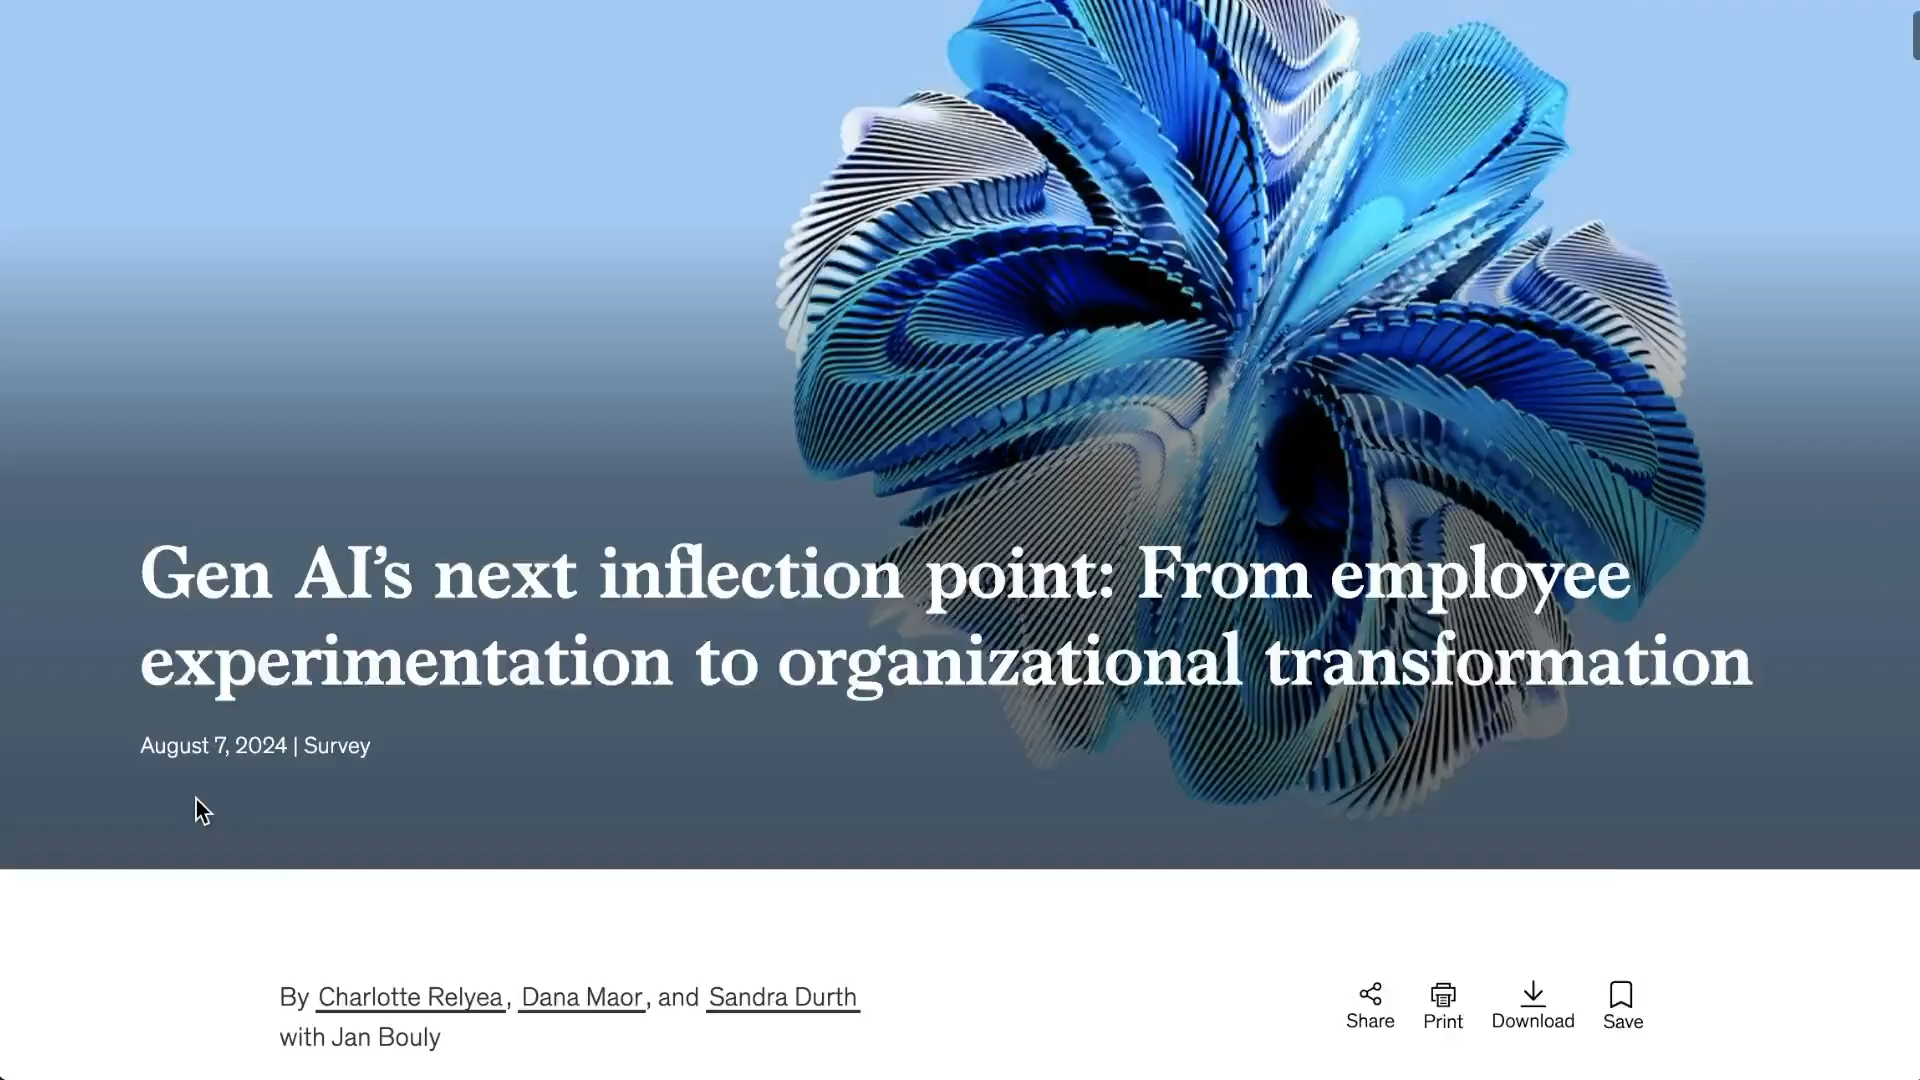 Gen AI’s next inflection point: From employee
experimentation to organizational transformation
August 7, 2024 | Survey
By Charlotte Relyea, Dana Maor, and Sandra Durth
with Jan Bouly
Share
Print
Download
Save